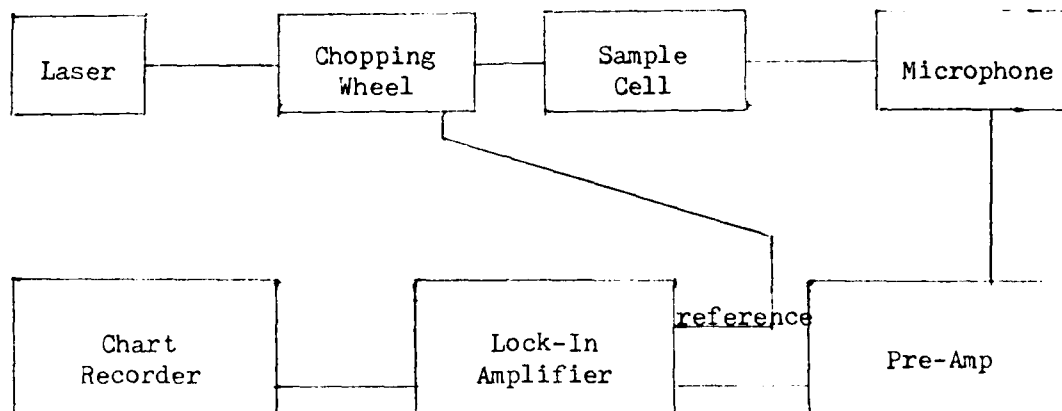 Laser
Chopping
Wheel
Sample
Cell
Microphone
reference
Chart
Recorder
Lock-In
Amplifier
Pre-Amp